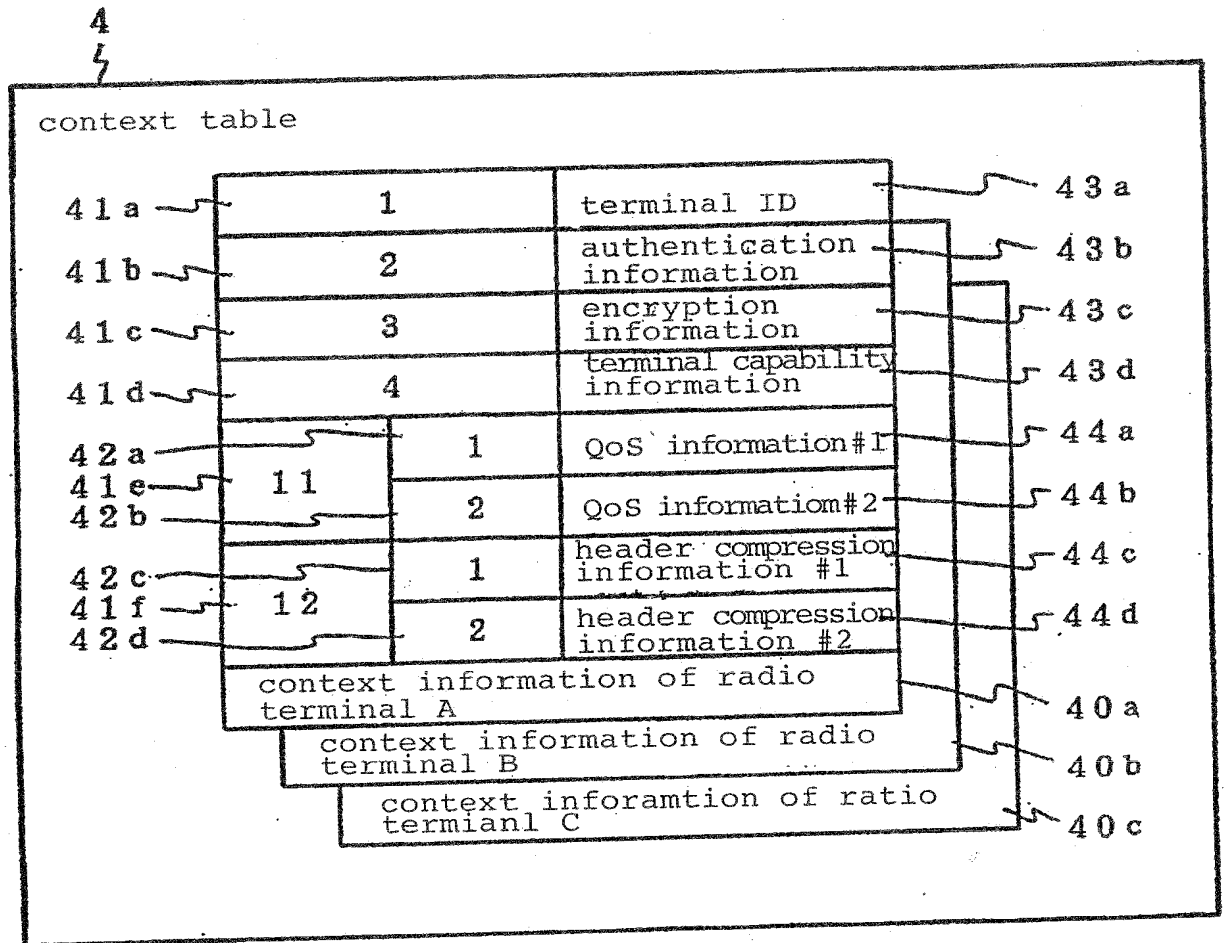 4
context table
41a 1 terminal ID 43a
41b 2 authentication information 43b
41c 3 encryption information 43c
41d 4 terminal capability information 43d
42a 1 QoS information#1 44a
41e 11
42b 2 QoS informatiom#2 44b
42c 1 header compression information #1 44c
41f 12
42d 2 header compression information #2 44d
context information of radio
terminal A 40a
context information of radio
terminal B 40b
context inforamtion of ratio
termianl C 40c